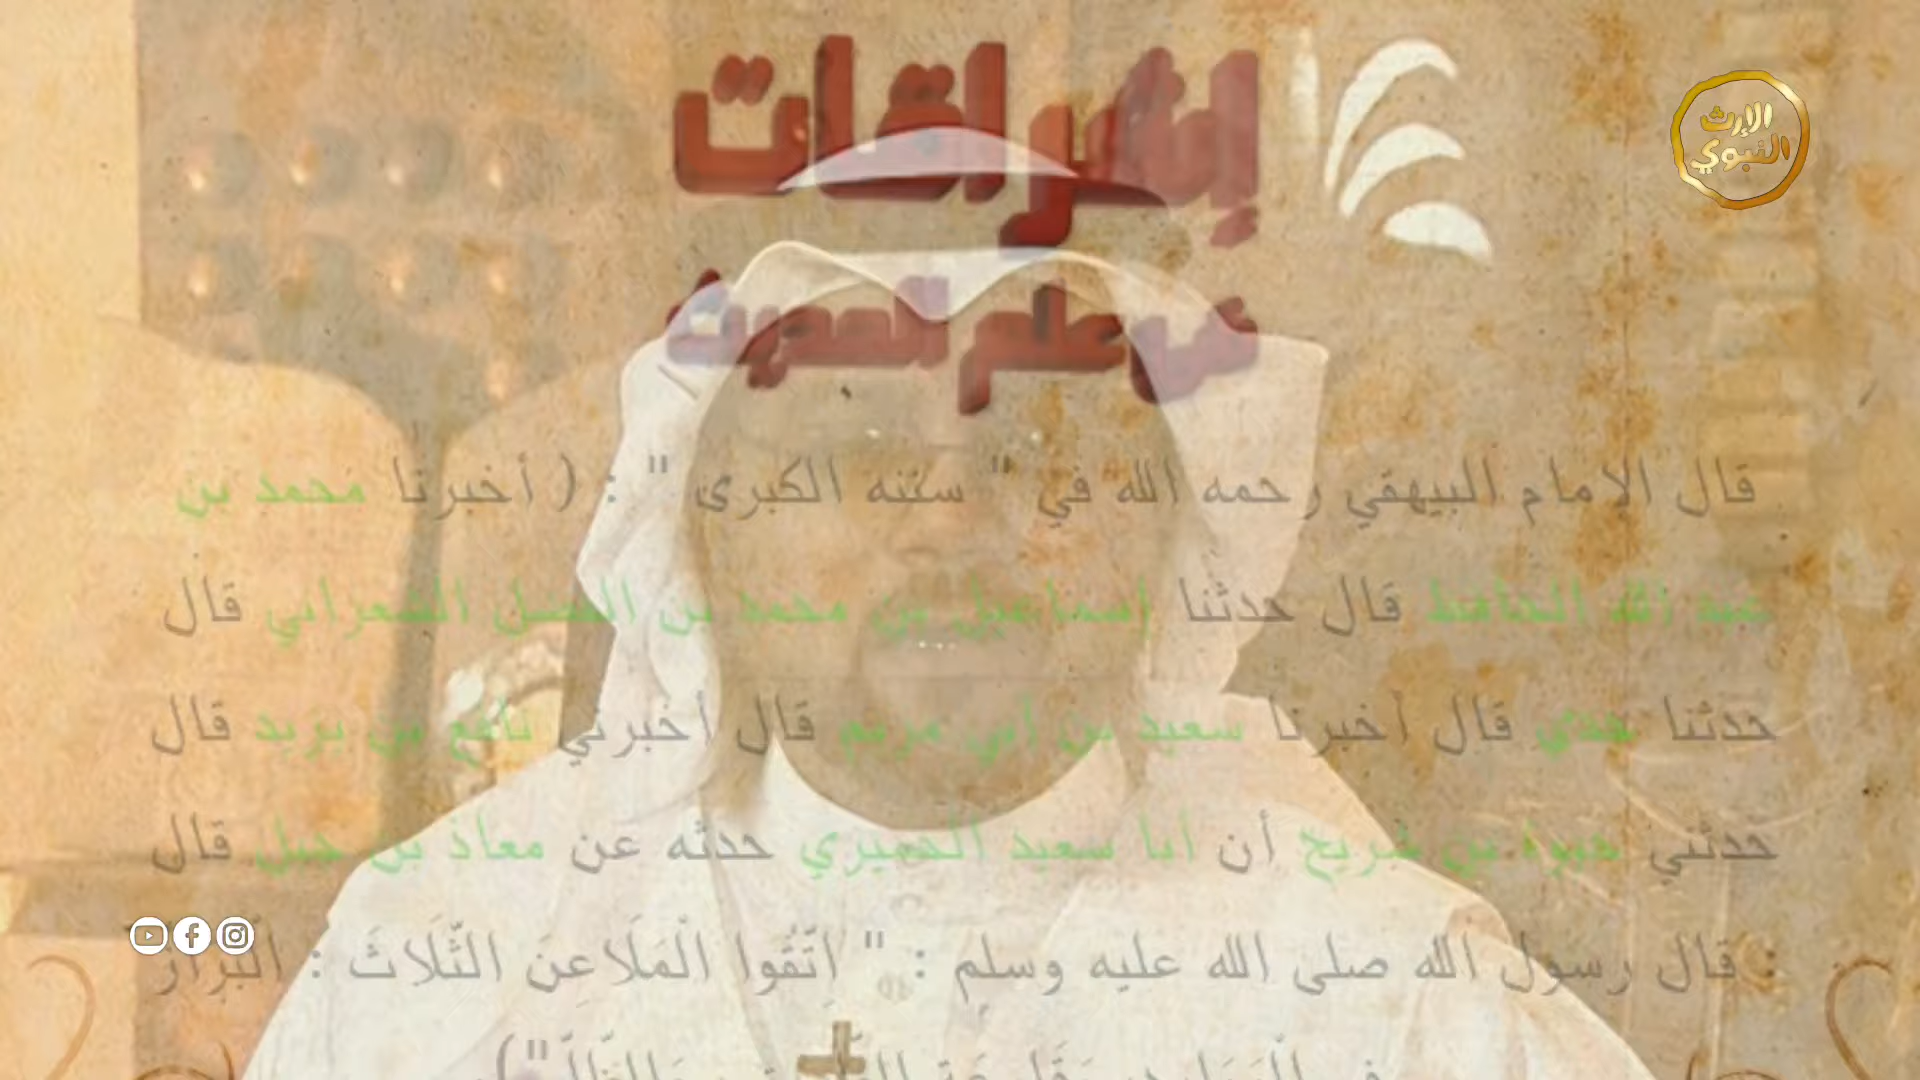 إشراقات
من علم الحديث
الإرث
النبوي
قال الإمام البيهقي رحمه الله في " سننه الكبرى " : ( أخبرنا محمد بن
عبد الله الحافظ قال حدثنا إسماعيل بن محمد بن الفضل الشعراني قال
حدثنا جدي قال أخبرنا سعيد بن أبي مريم قال أخبرني نافع بن يزيد قال
حدثني حيوة بن شريح أن أبا سعيد الحميري حدثه عن معاذ بن جبل قال
: قال رسول الله صلى الله عليه وسلم : " اِتَّقُوا الْمَلَاعِنَ الثَّلَاثَ : الْبَرَازَ